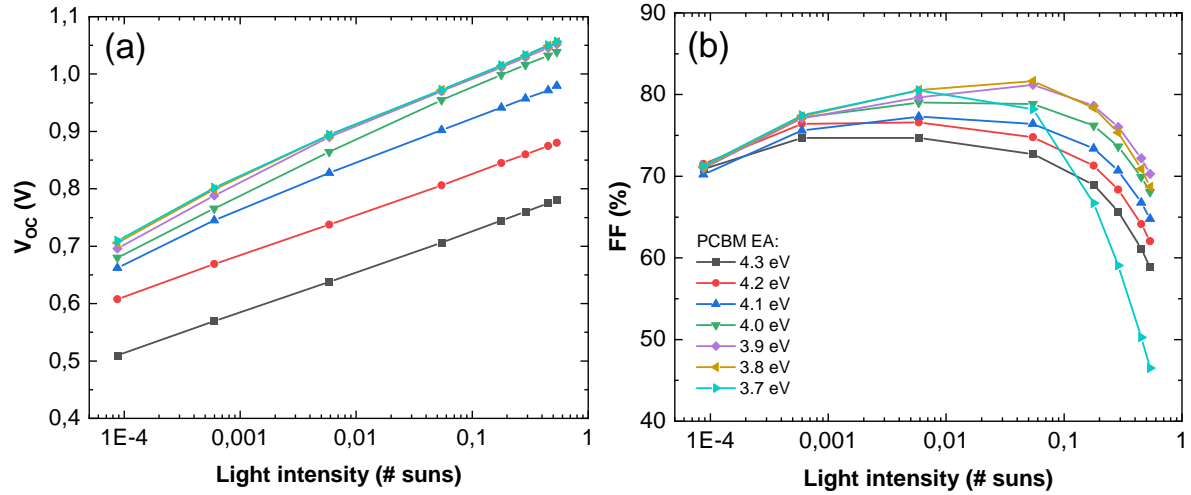 (a)
1,1
1,0
0,9
0,8
0,7
0,6
0,5
0,4
V_OC (V)
1E-4 0,001 0,01 0,1 1
Light intensity (# suns)
(b)
90
80
70
60
50
40
FF (%)
PCBM EA:
4.3 eV
4.2 eV
4.1 eV
4.0 eV
3.9 eV
3.8 eV
3.7 eV
1E-4 0,001 0,01 0,1 1
Light intensity (# suns)